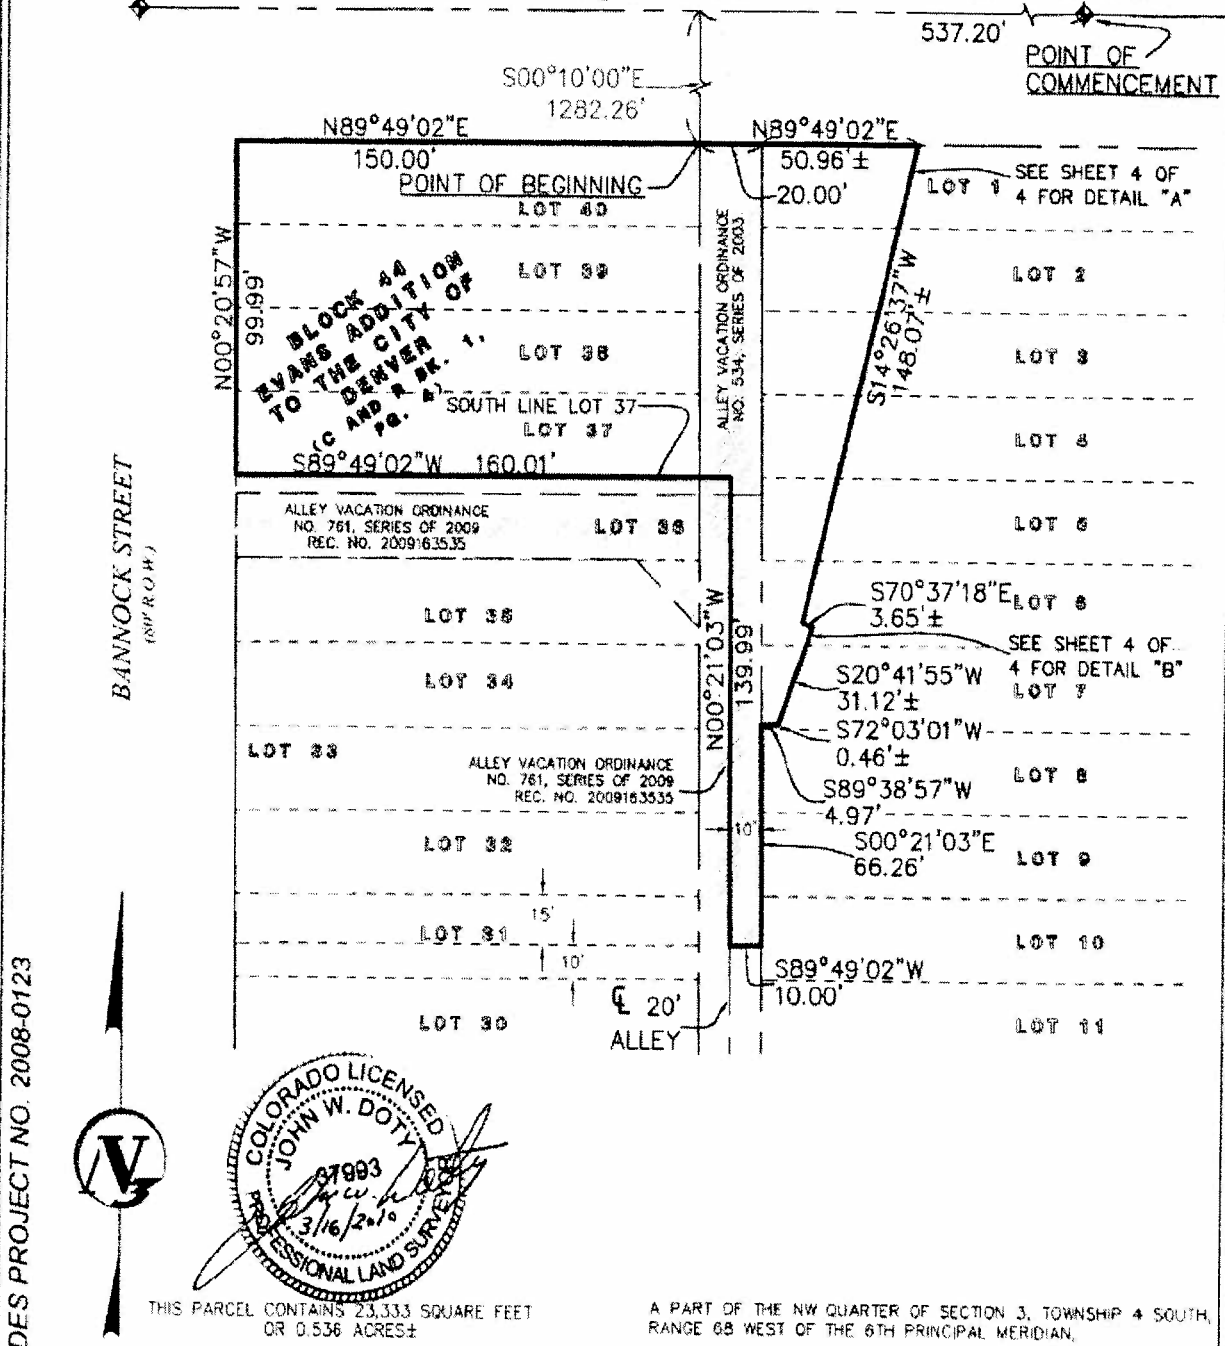 537.20'
POINT OF
COMMENCEMENT
S00°10'00"E
1282.26'
N89°49'02"E
150.00'
POINT OF BEGINNING
N89°49'02"E
50.96'±
20.00'
LOT 1
SEE SHEET 4 OF
4 FOR DETAIL "A"
LOT 40
LOT 39
LOT 38
SOUTH LINE LOT 37
LOT 37
N00°20'57"W
99.99'
BLOCK 44
EVANS ADDITION
TO THE CITY OF
DENVER
(C AND R BK. 1,
PG. 4)
ALLEY VACATION ORDINANCE
NO. 534, SERIES OF 2003
S14°26'37"W
148.07'±
LOT 2
LOT 3
LOT 4
LOT 5
S89°49'02"W 160.01'
ALLEY VACATION ORDINANCE
NO. 761, SERIES OF 2009
REC. NO. 2009163535
LOT 36
BANNOCK STREET
(80' R.O.W.)
LOT 35
LOT 34
LOT 33
N00°21'03"W
139.99'
S70°37'18"E
3.65'±
LOT 6
SEE SHEET 4 OF
4 FOR DETAIL "B"
S20°41'55"W
31.12'±
LOT 7
S72°03'01"W
0.46'±
LOT 8
S89°38'57"W
4.97'
ALLEY VACATION ORDINANCE
NO. 761, SERIES OF 2009
REC. NO. 2009163535
10'
S00°21'03"E
66.26'
LOT 9
LOT 32
15'
LOT 31
10'
LOT 10
S89°49'02"W
10.00'
LOT 30
℄ 20'
ALLEY
LOT 11
DES PROJECT NO. 2008-0123
N
COLORADO LICENSED
JOHN W. DOTY
37993
3/16/2010
PROFESSIONAL LAND SURVEYOR
THIS PARCEL CONTAINS 23,333 SQUARE FEET
OR 0.536 ACRES±
A PART OF THE NW QUARTER OF SECTION 3, TOWNSHIP 4 SOUTH,
RANGE 68 WEST OF THE 6TH PRINCIPAL MERIDIAN,